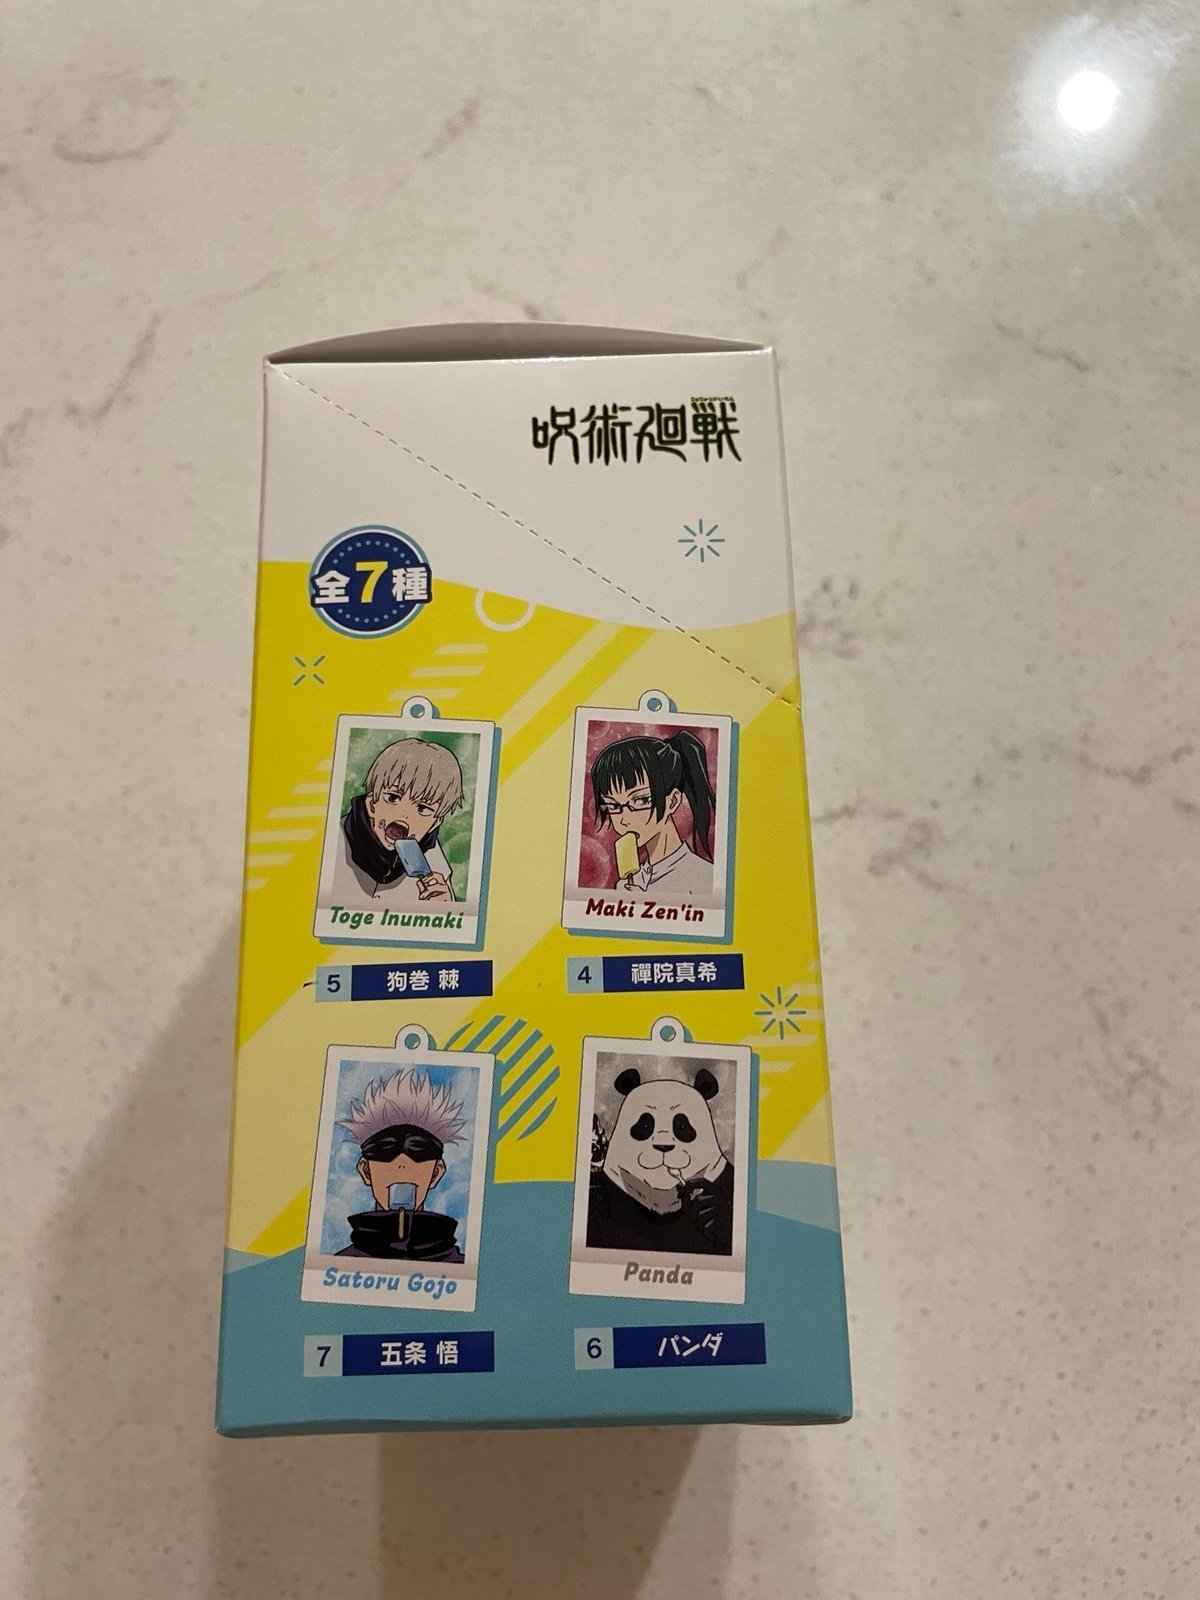 呪術廻戦
全7種
Toge Inumaki
Maki Zen'in
5 狗巻 棘
4 禪院真希
Satoru Gojo
Panda
7 五条 悟
6 パンダ